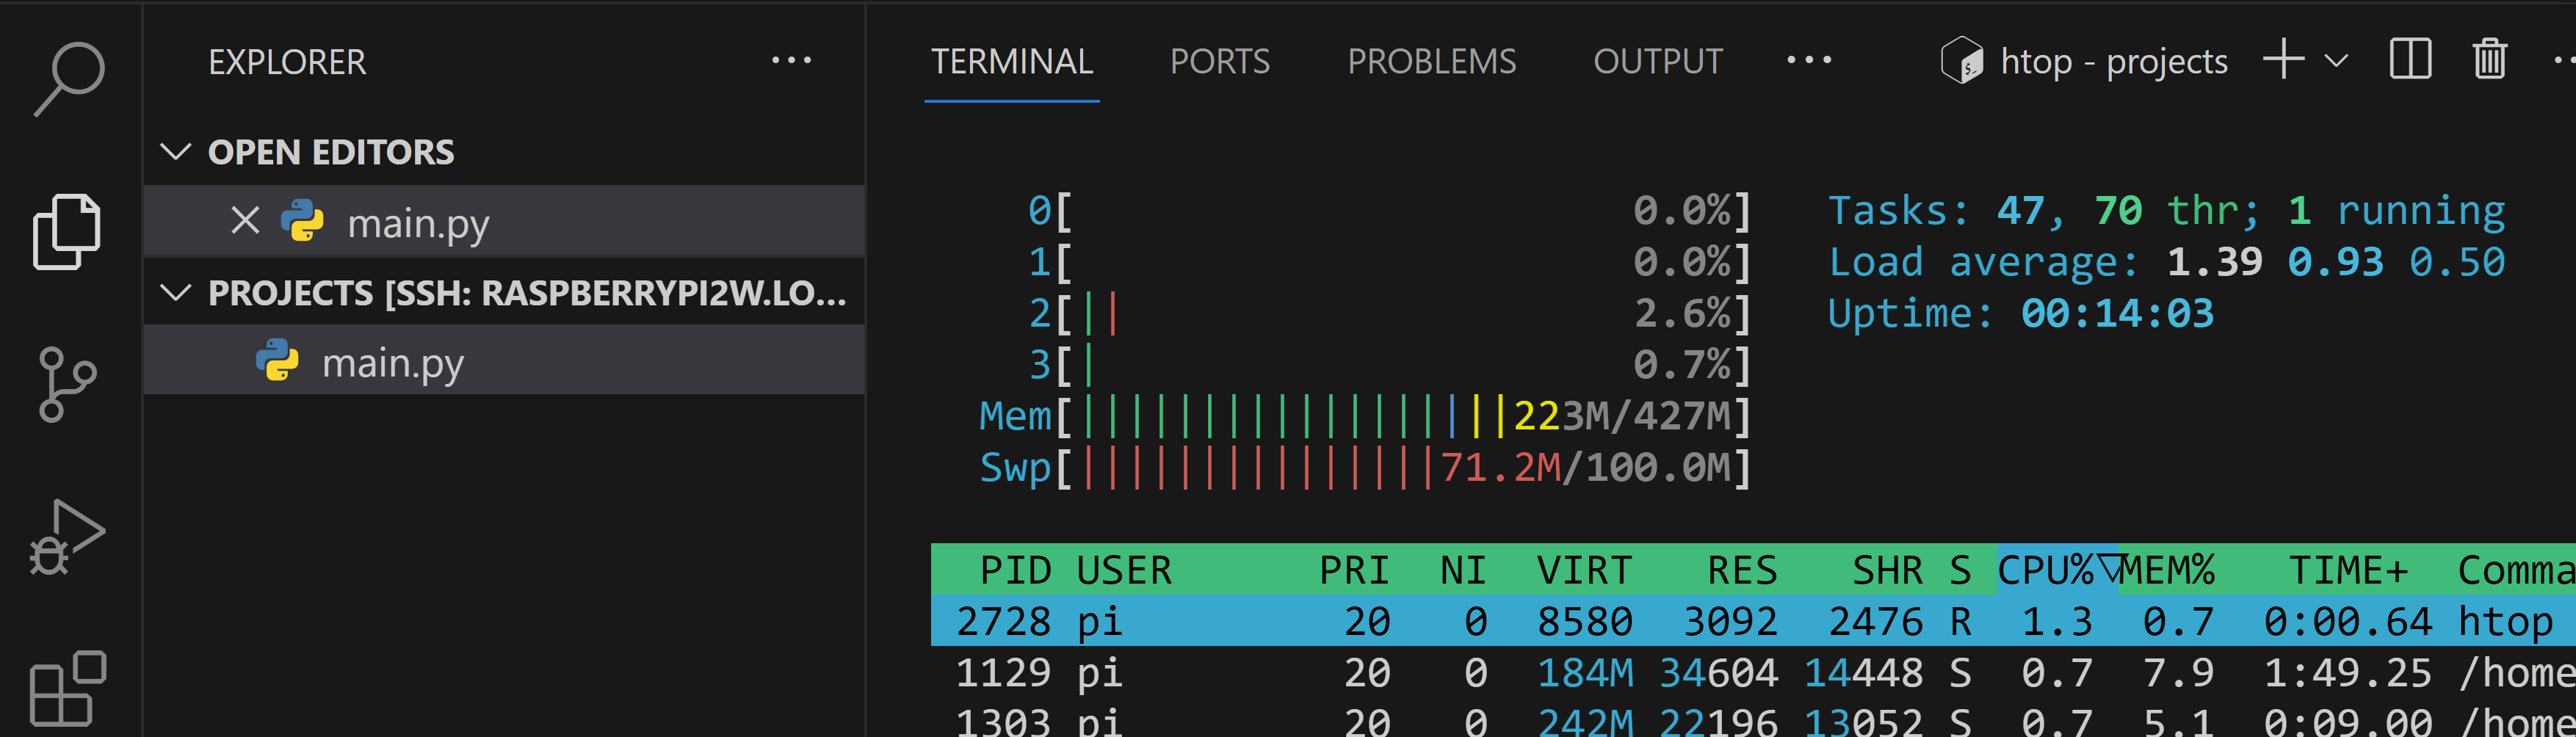 EXPLORER
OPEN EDITORS
main.py
PROJECTS [SSH: RASPBERRYPI2W.LO...
main.py
TERMINAL PORTS PROBLEMS OUTPUT ··· htop - projects
0[ 0.0%] Tasks: 47, 70 thr; 1 running
1[ 0.0%] Load average: 1.39 0.93 0.50
2[|| 2.6%] Uptime: 00:14:03
3[| 0.7%]
Mem[||||||||||||||||||223M/427M]
Swp[|||||||||||||||71.2M/100.0M]
PID USER PRI NI VIRT RES SHR S CPU%▽MEM% TIME+ Comma
2728 pi 20 0 8580 3092 2476 R 1.3 0.7 0:00.64 htop
1129 pi 20 0 184M 34604 14448 S 0.7 7.9 1:49.25 /home
1303 pi 20 0 242M 22196 13052 S 0.7 5.1 0:09.00 /home